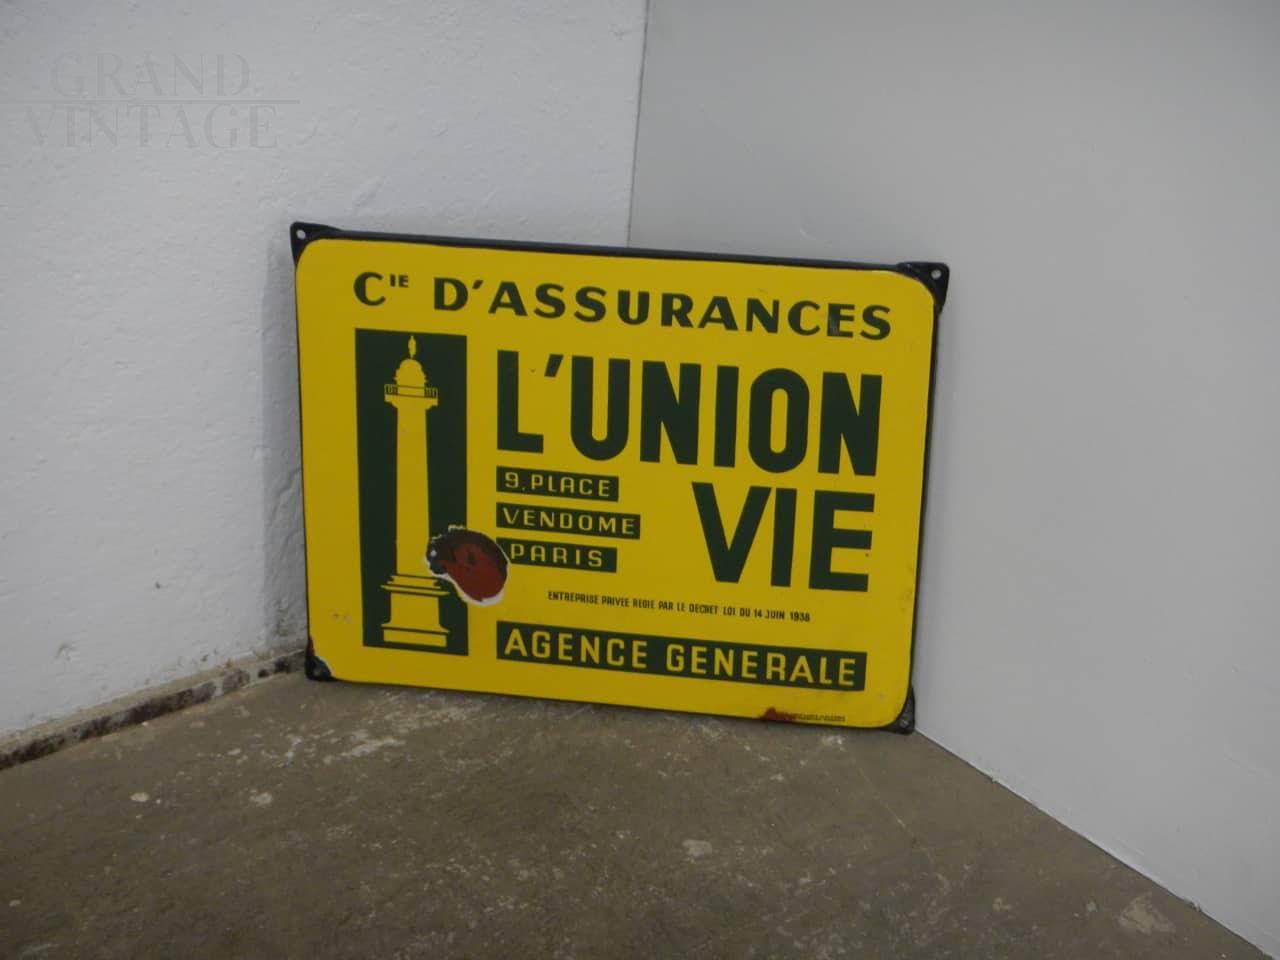 GRAND
VINTAGE
CIE D'ASSURANCES
L'UNION
VIE
9, PLACE
VENDOME
PARIS
ENTREPRISE PRIVEE REGIE PAR LE DECRET LOI DU 14 JUIN 1938
AGENCE GENERALE